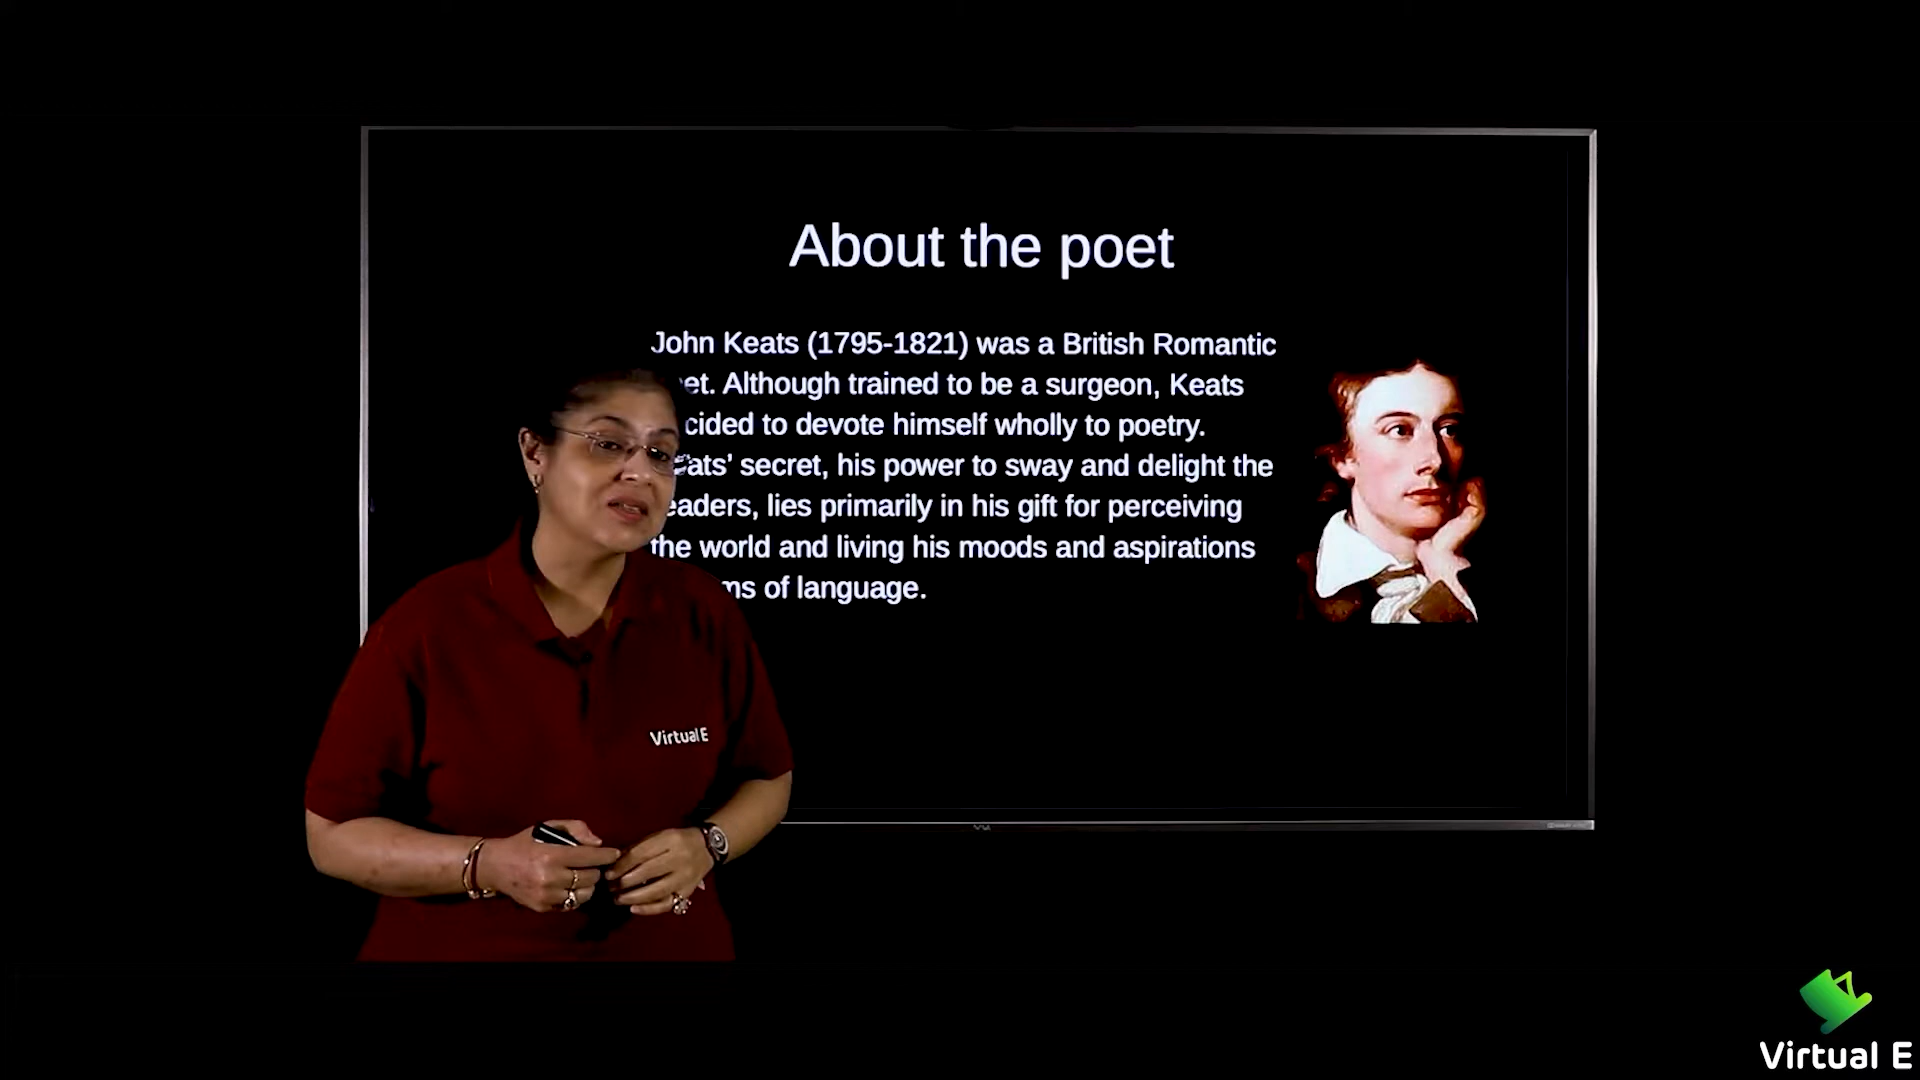 About the poet
John Keats (1795-1821) was a British Romantic
et. Although trained to be a surgeon, Keats
cided to devote himself wholly to poetry.
ats' secret, his power to sway and delight the
eaders, lies primarily in his gift for perceiving
the world and living his moods and aspirations
ms of language.
Virtual E
Virtual E